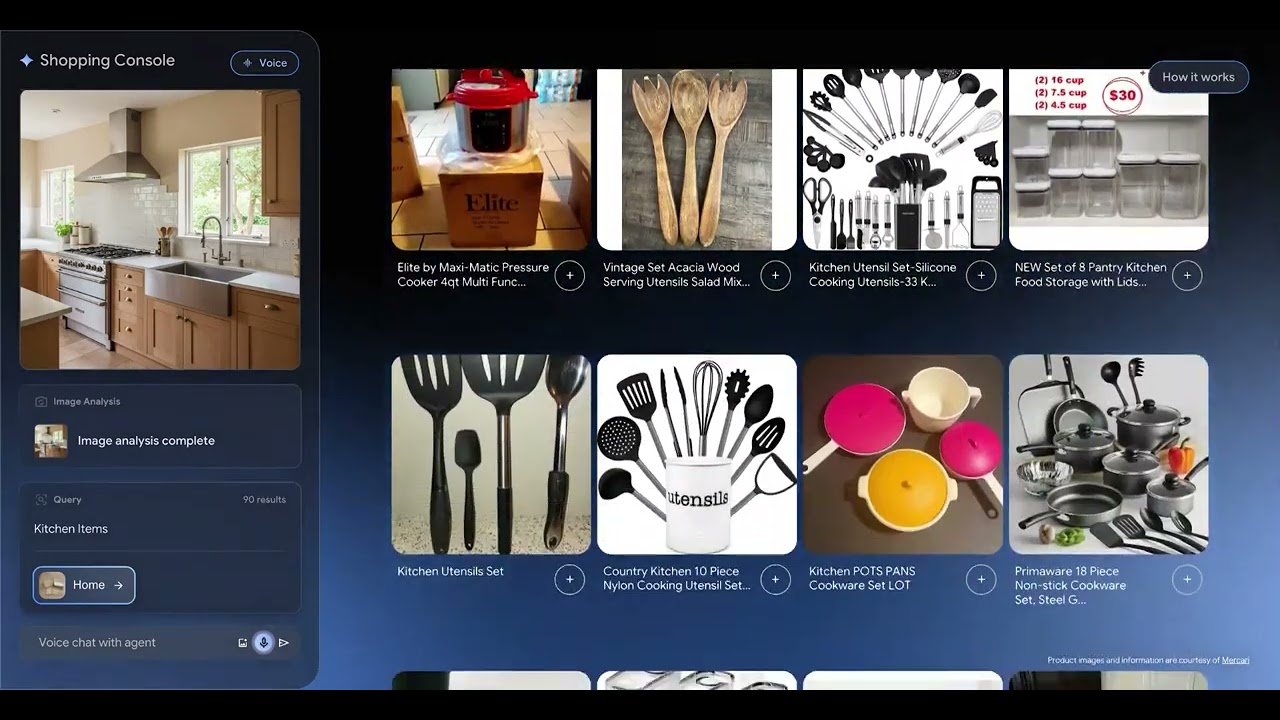 Shopping Console
Voice
How it works
(2) 16 cup
(2) 7.5 cup
(2) 4.5 cup
$30
Elite
Elite by Maxi-Matic Pressure
Cooker 4qt Multi Func...
Vintage Set Acacia Wood
Serving Utensils Salad Mix...
Kitchen Utensil Set-Silicone
Cooking Utensils-33 K...
NEW Set of 8 Pantry Kitchen
Food Storage with Lids...
Image Analysis
Image analysis complete
Query
90 results
Kitchen Items
Home →
Voice chat with agent
utensils
Kitchen Utensils Set
Country Kitchen 10 Piece
Nylon Cooking Utensil Set...
Kitchen POTS PANS
Cookware Set LOT
Primaware 18 Piece
Non-stick Cookware
Set, Steel G...
Product images and information are courtesy of Mercari